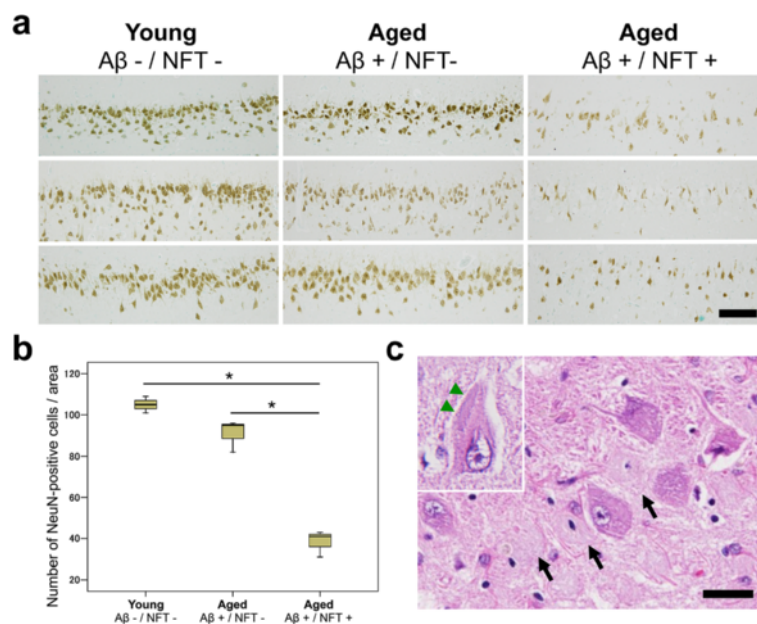 a
Young
Aβ - / NFT -
Aged
Aβ + / NFT-
Aged
Aβ + / NFT +
b
Number of NeuN-positive cells / area
120
100
80
60
40
20
*
*
Young
Aβ - / NFT -
Aged
Aβ + / NFT -
Aged
Aβ + / NFT +
c